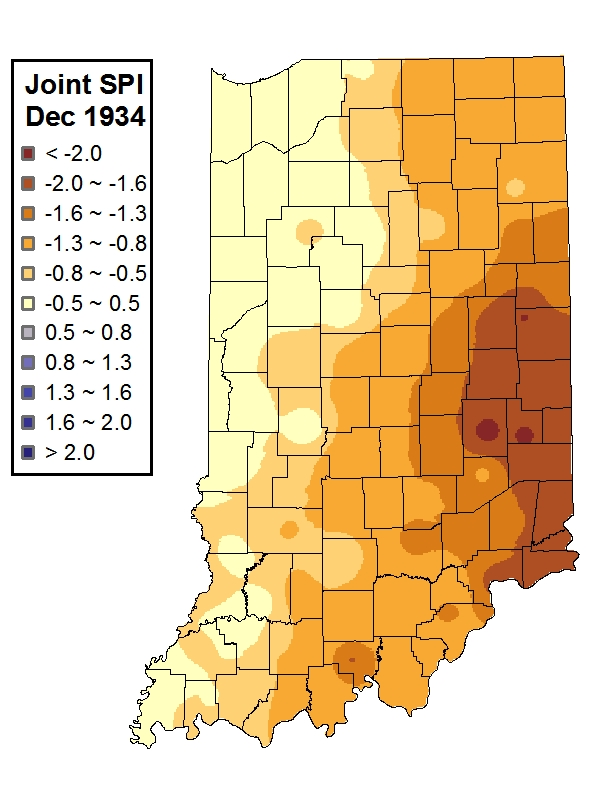 Joint SPI
Dec 1934
< -2.0
-2.0 ~ -1.6
-1.6 ~ -1.3
-1.3 ~ -0.8
-0.8 ~ -0.5
-0.5 ~ 0.5
0.5 ~ 0.8
0.8 ~ 1.3
1.3 ~ 1.6
1.6 ~ 2.0
> 2.0